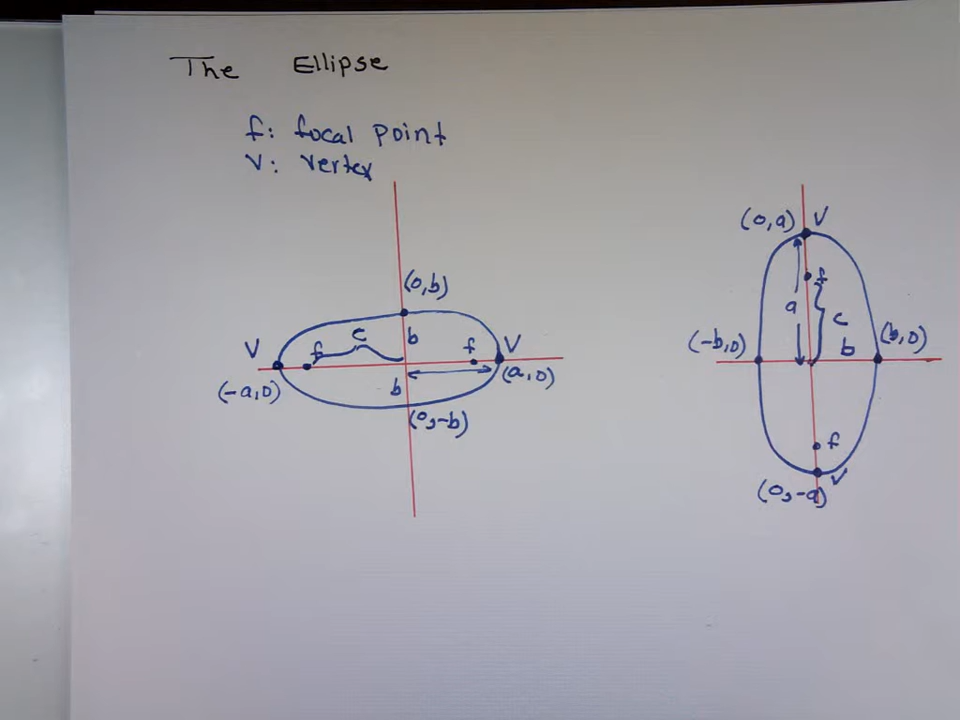 The Ellipse
f: focal point
V: vertex
(0,b)
V f c b f V
(-a,0) b (a,0)
(0,-b)
(0,a) V
f
a
c
(-b,0) b (b,0)
f
V
(0,-a)